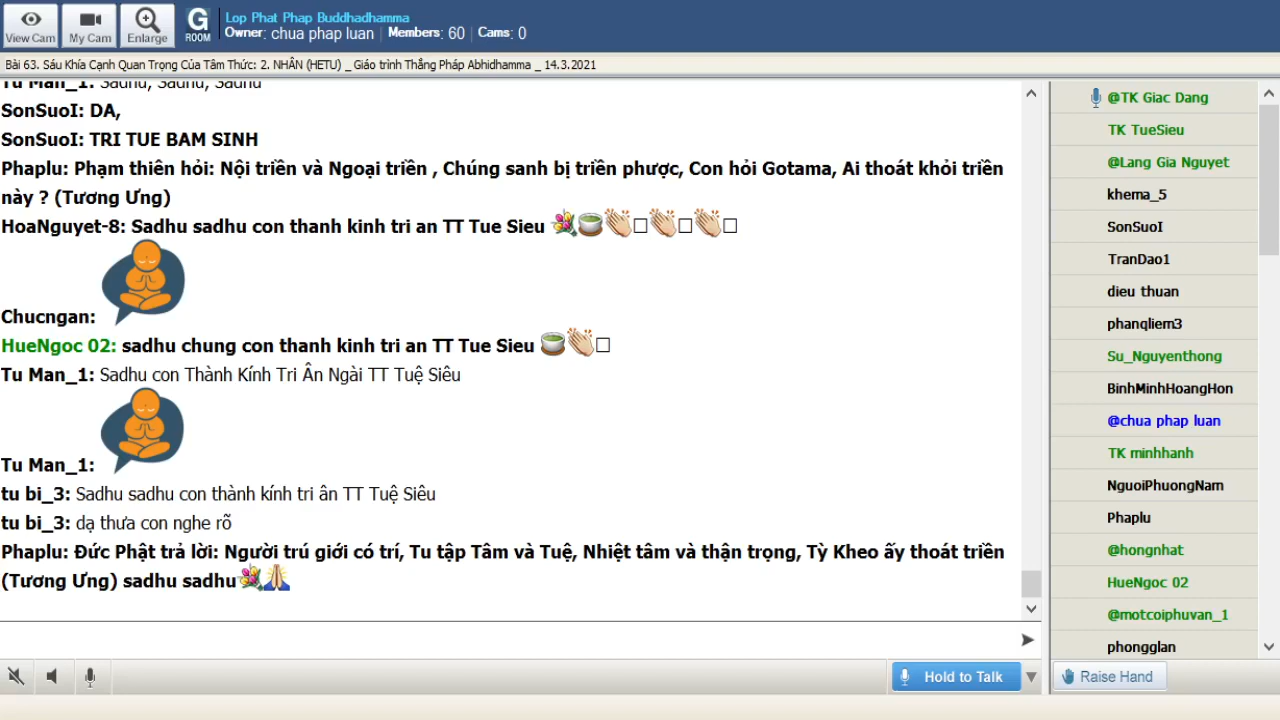 View Cam
My Cam
Enlarge
G
ROOM
Lop Phat Phap Buddhadhamma
Owner: chua phap luan Members: 60 Cams: 0
Bài 63. Sáu Khía Cạnh Quan Trọng Của Tâm Thức: 2. NHÂN (HETU) _ Giáo trình Thắng Pháp Abhidhamma _ 14.3.2021
Tu Man_1: Sadhu, Sadhu, Sadhu
SonSuoI: DA,
SonSuoI: TRI TUE BAM SINH
Phaplu: Phạm thiên hỏi: Nội triền và Ngoại triền , Chúng sanh bị triền phược, Con hỏi Gotama, Ai thoát khỏi triền
này ? (Tương Ưng)
HoaNguyet-8: Sadhu sadhu con thanh kinh tri an TT Tue Sieu
Chucngan:
HueNgoc 02: sadhu chung con thanh kinh tri an TT Tue Sieu
Tu Man_1: Sadhu con Thành Kính Tri Ân Ngài TT Tuệ Siêu
Tu Man_1:
tu bi_3: Sadhu sadhu con thành kính tri ân TT Tuệ Siêu
tu bi_3: dạ thưa con nghe rõ
Phaplu: Đức Phật trả lời: Người trú giới có trí, Tu tập Tâm và Tuệ, Nhiệt tâm và thận trọng, Tỳ Kheo ấy thoát triền
(Tương Ưng) sadhu sadhu
@TK Giac Dang
TK TueSieu
@Lang Gia Nguyet
khema_5
SonSuoI
TranDao1
dieu thuan
phanqliem3
Su_Nguyenthong
BinhMinhHoangHon
@chua phap luan
TK minhhanh
NguoiPhuongNam
Phaplu
@hongnhat
HueNgoc 02
@motcoiphuvan_1
phongglan
Hold to Talk
Raise Hand